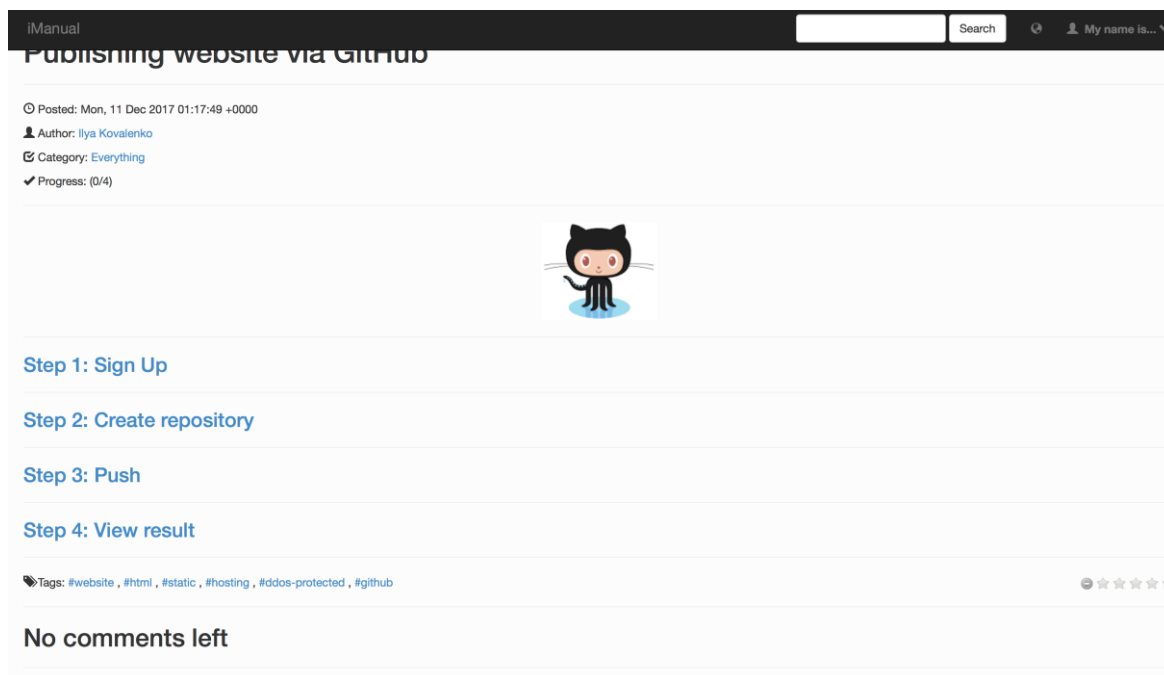 iManual
Search
My name is...
Publishing website via GitHub
Posted: Mon, 11 Dec 2017 01:17:49 +0000
Author: Ilya Kovalenko
Category: Everything
Progress: (0/4)
Step 1: Sign Up
Step 2: Create repository
Step 3: Push
Step 4: View result
Tags: #website , #html , #static , #hosting , #ddos-protected , #github
No comments left